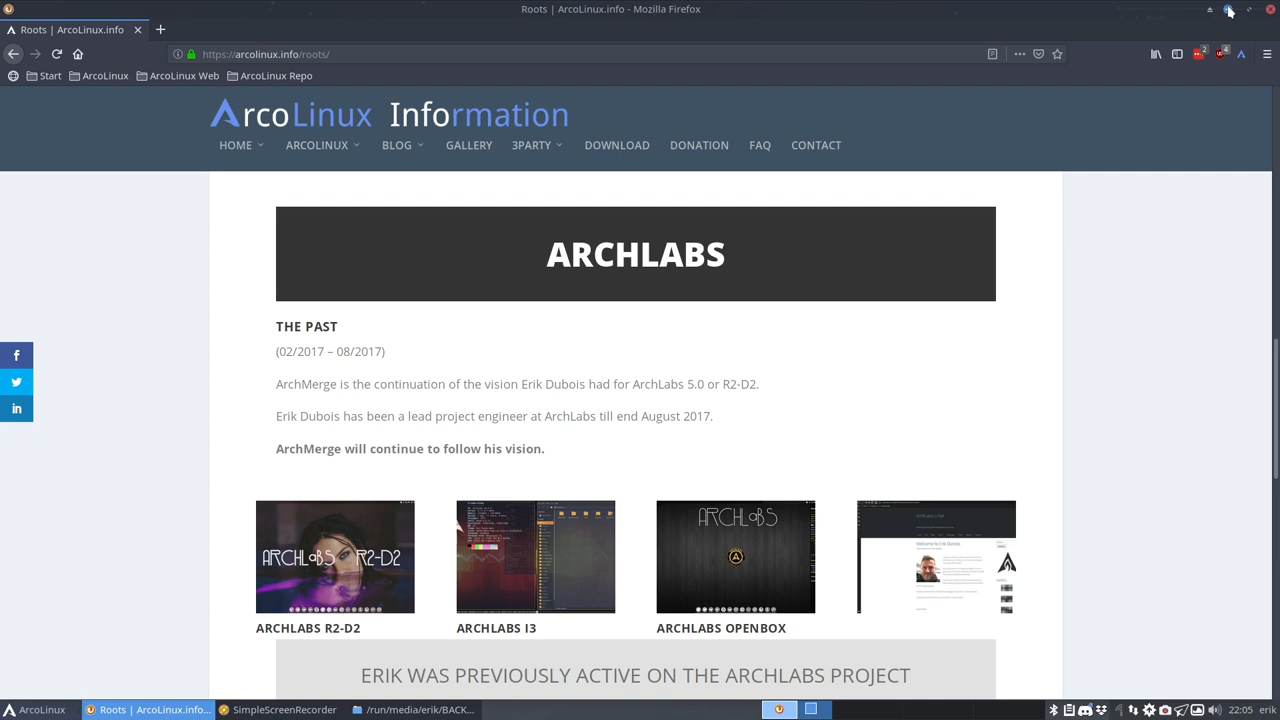 Roots | ArcoLinux.info - Mozilla Firefox
Roots | ArcoLinux.info
https://arcolinux.info/roots/
2
4
Start
ArcoLinux
ArcoLinux Web
ArcoLinux Repo
ArcoLinux Information
HOME
ARCOLINUX
BLOG
GALLERY
3PARTY
DOWNLOAD
DONATION
FAQ
CONTACT
ARCHLABS
THE PAST
(02/2017 – 08/2017)
ArchMerge is the continuation of the vision Erik Dubois had for ArchLabs 5.0 or R2-D2.
Erik Dubois has been a lead project engineer at ArchLabs till end August 2017.
ArchMerge will continue to follow his vision.
ARCHLABS R2-D2
ARCHLABS
ARCHLABS R2-D2
ARCHLABS I3
ARCHLABS OPENBOX
ERIK WAS PREVIOUSLY ACTIVE ON THE ARCHLABS PROJECT
ArcoLinux
Roots | ArcoLinux.info...
SimpleScreenRecorder
/run/media/erik/BACK...
22:05
erik